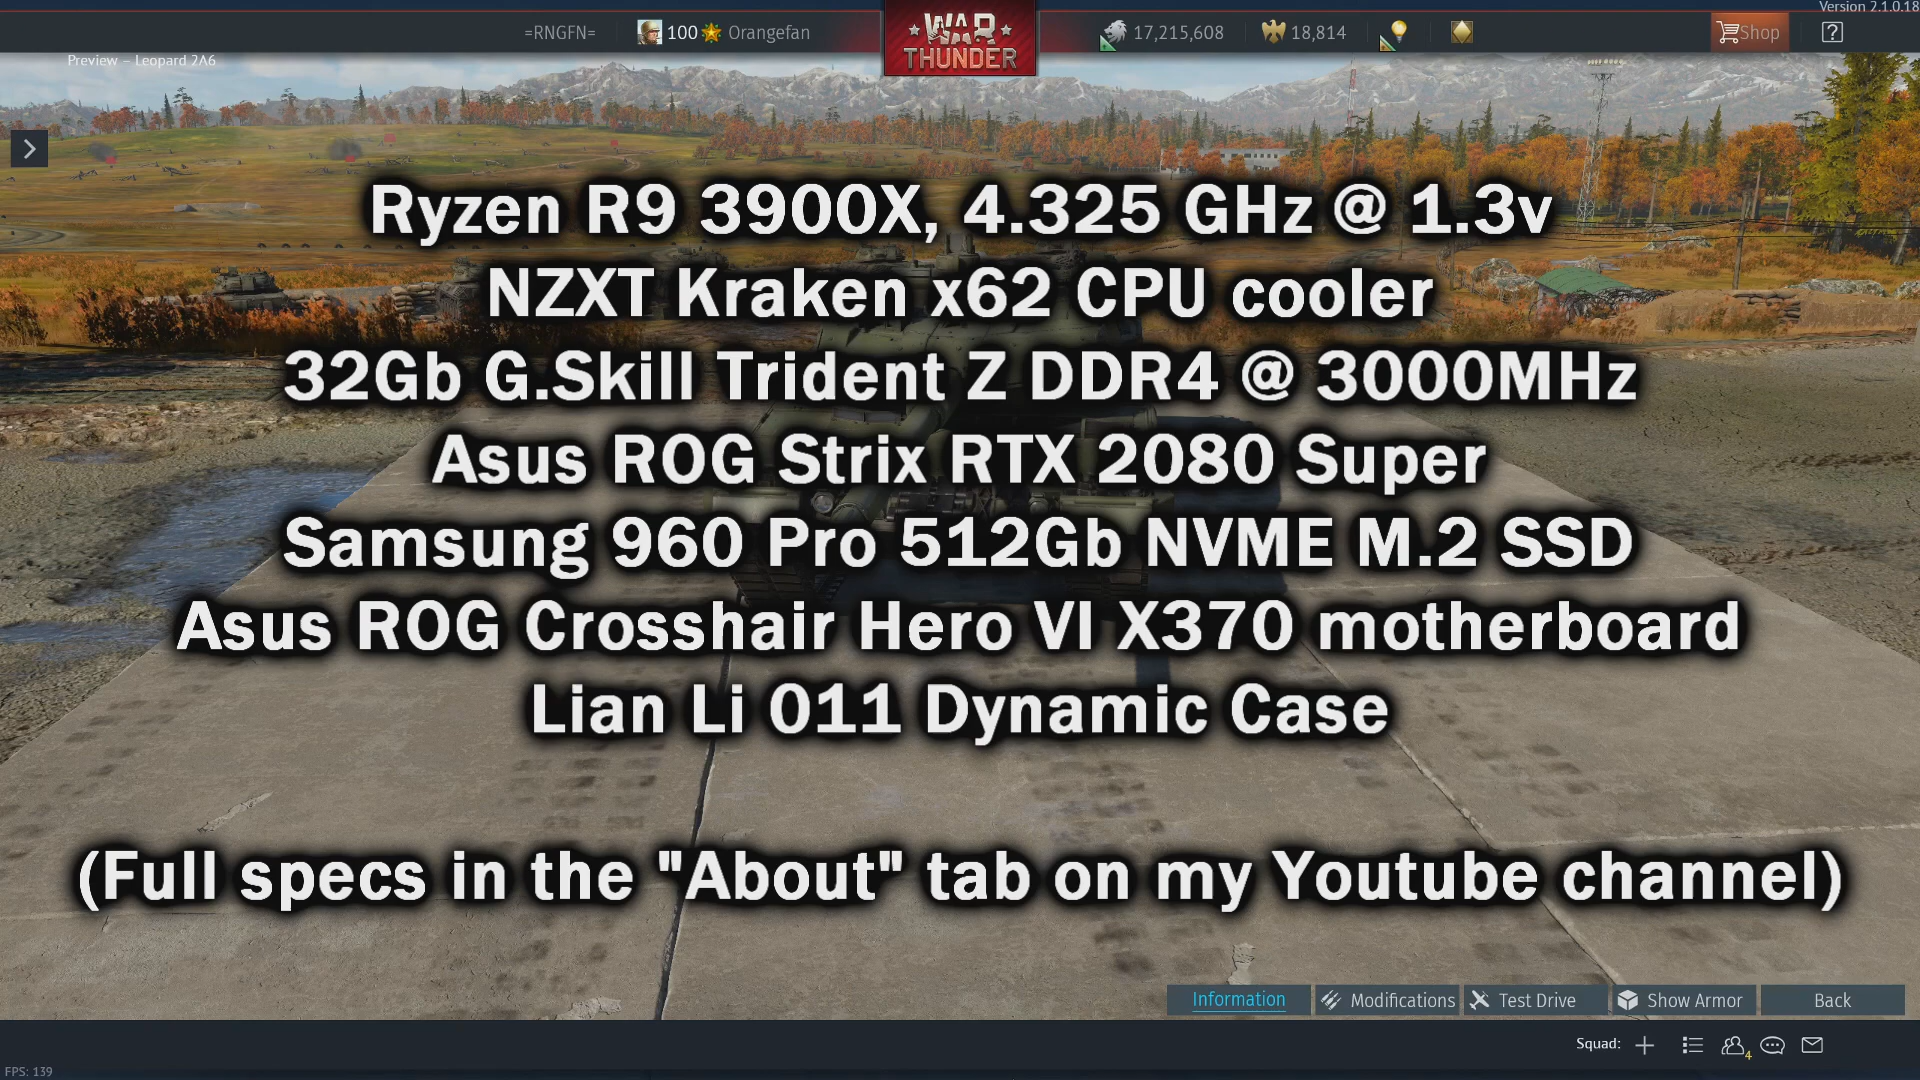 Version 2.1.0.18
=RNGFN= 100 Orangefan WAR THUNDER 17,215,608 18,814 Shop ?
Preview – Leopard 2A6
Ryzen R9 3900X, 4.325 GHz @ 1.3v
NZXT Kraken x62 CPU cooler
32Gb G.Skill Trident Z DDR4 @ 3000MHz
Asus ROG Strix RTX 2080 Super
Samsung 960 Pro 512Gb NVME M.2 SSD
Asus ROG Crosshair Hero VI X370 motherboard
Lian Li 011 Dynamic Case
(Full specs in the "About" tab on my Youtube channel)
Information Modifications Test Drive Show Armor Back
Squad: 4
FPS: 139